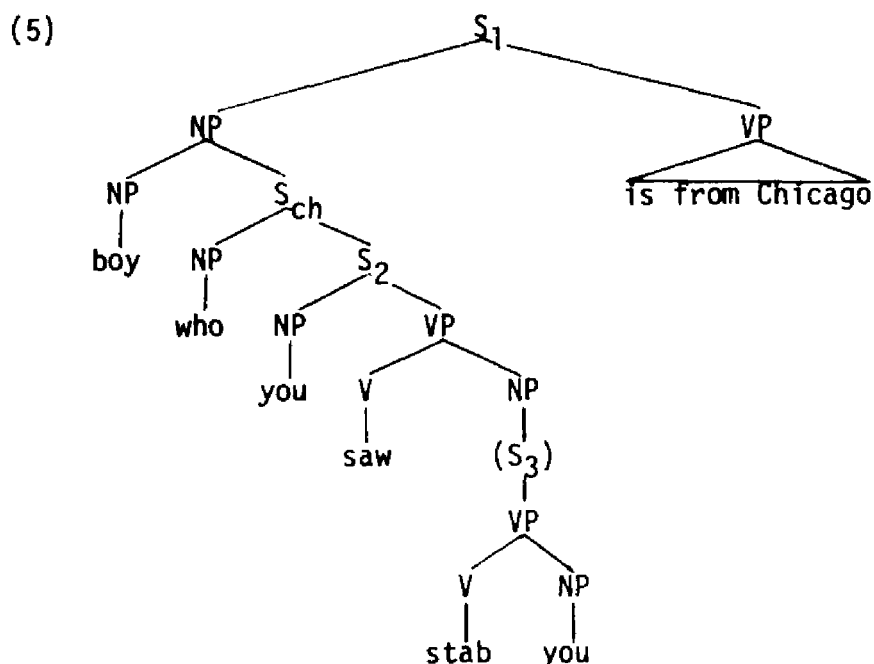 (5)
S1
NP VP
NP Sch is from Chicago
boy NP S2
who NP VP
you V NP
saw (S3)
VP
V NP
stab you